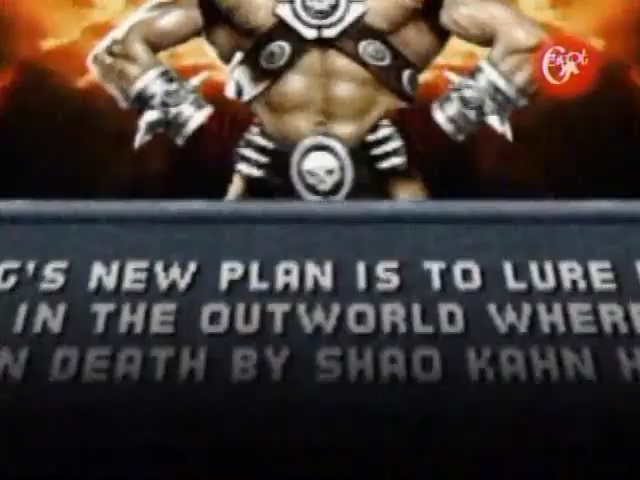 G'S NEW PLAN IS TO LURE
IN THE OUTWORLD WHERE
N DEATH BY SHAO KAHN H